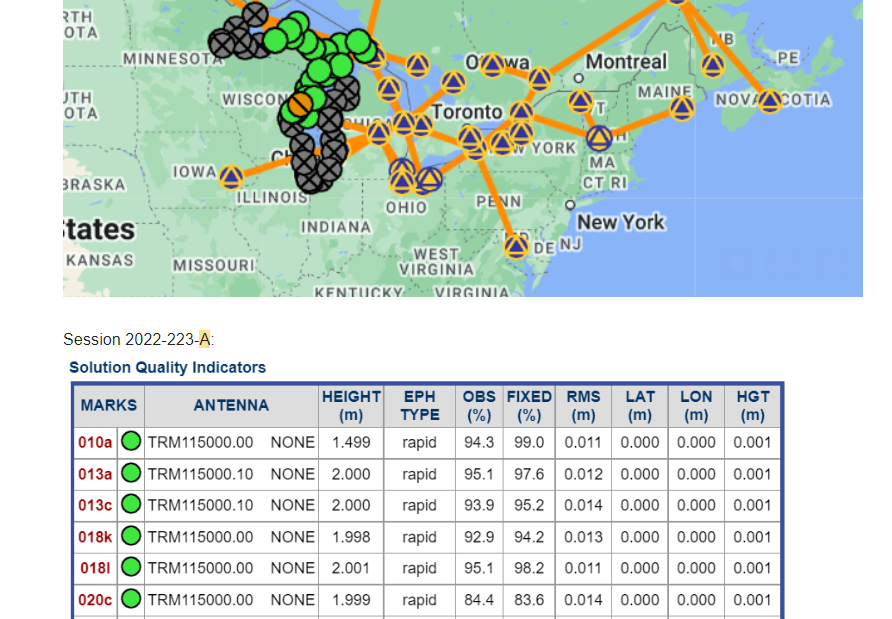 RTH
OTA
MINNESOTA
NB
PE
Montreal
MAINE
NOVA SCOTIA
WISCON
Toronto
YORK
UTH
OTA
IOWA
MA
CT RI
BRASKA
ILLINOIS
OHIO
PENN
New York
INDIANA
tates
DE NJ
KANSAS
MISSOURI
WEST
VIRGINIA
KENTUCKY
VIRGINIA
Session 2022-223-A:
Solution Quality Indicators
MARKS ANTENNA HEIGHT (m) EPH TYPE OBS (%) FIXED (%) RMS (m) LAT (m) LON (m) HGT (m)
010a TRM115000.00 NONE 1.499 rapid 94.3 99.0 0.011 0.000 0.000 0.001
013a TRM115000.10 NONE 2.000 rapid 95.1 97.6 0.012 0.000 0.000 0.001
013c TRM115000.10 NONE 2.000 rapid 93.9 95.2 0.014 0.000 0.000 0.001
018k TRM115000.00 NONE 1.998 rapid 92.9 94.2 0.013 0.000 0.000 0.001
018l TRM115000.00 NONE 2.001 rapid 95.1 98.2 0.011 0.000 0.000 0.001
020c TRM115000.00 NONE 1.999 rapid 84.4 83.6 0.014 0.000 0.000 0.001